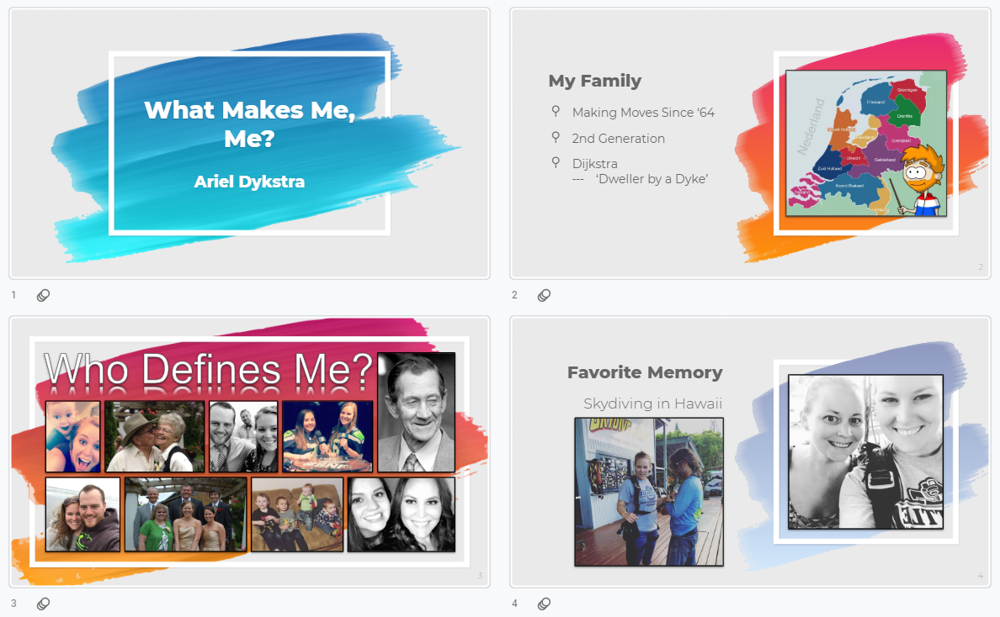 What Makes Me,
Me?
Ariel Dykstra
1
My Family
Making Moves Since ‘64
2nd Generation
Dijkstra
--- ‘Dweller by a Dyke’
Nederland
Groningen
Friesland
Drenthe
Noord Holland
Overijssel
Utrecht
Gelderland
Zuid Holland
Noord Brabant
Zeeland
2
2
Who Defines Me?
3
3
Favorite Memory
Skydiving in Hawaii
4
4